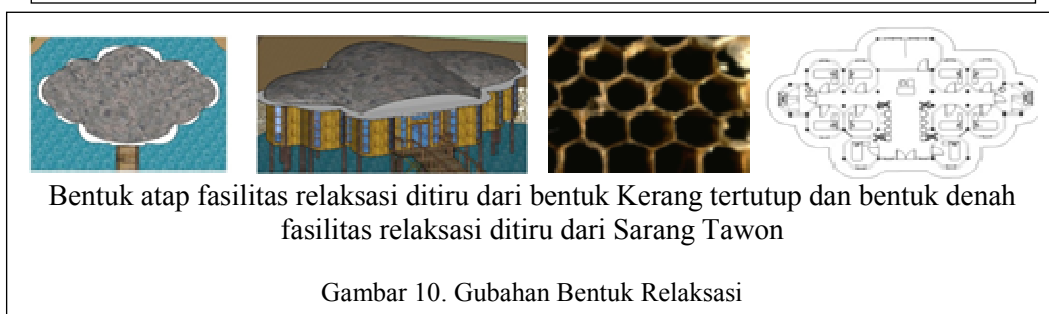 Bentuk atap fasilitas relaksasi ditiru dari bentuk Kerang tertutup dan bentuk denah
fasilitas relaksasi ditiru dari Sarang Tawon
Gambar 10. Gubahan Bentuk Relaksasi